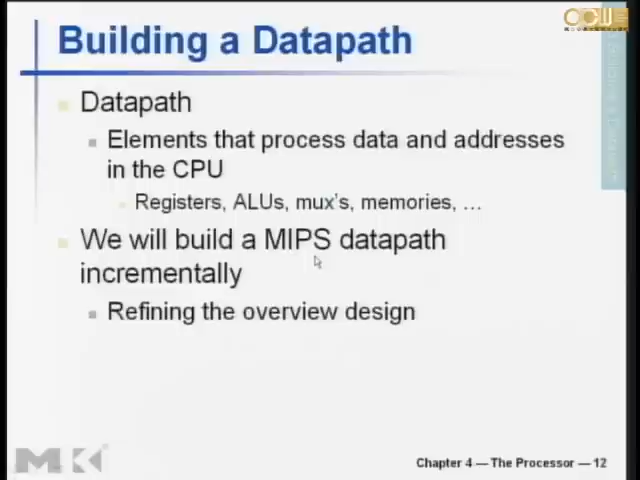 Building a Datapath
Datapath
Elements that process data and addresses
in the CPU
Registers, ALUs, mux's, memories, …
We will build a MIPS datapath
incrementally
Refining the overview design
Chapter 4 — The Processor — 12
MK